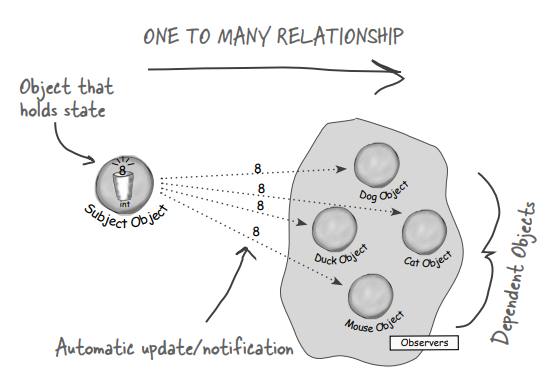 ONE TO MANY RELATIONSHIP
Object that
holds state
8
int
Subject Object
8
8
8
8
Dog Object
Duck Object
Cat Object
Mouse Object
Observers
Dependent Objects
Automatic update/notification